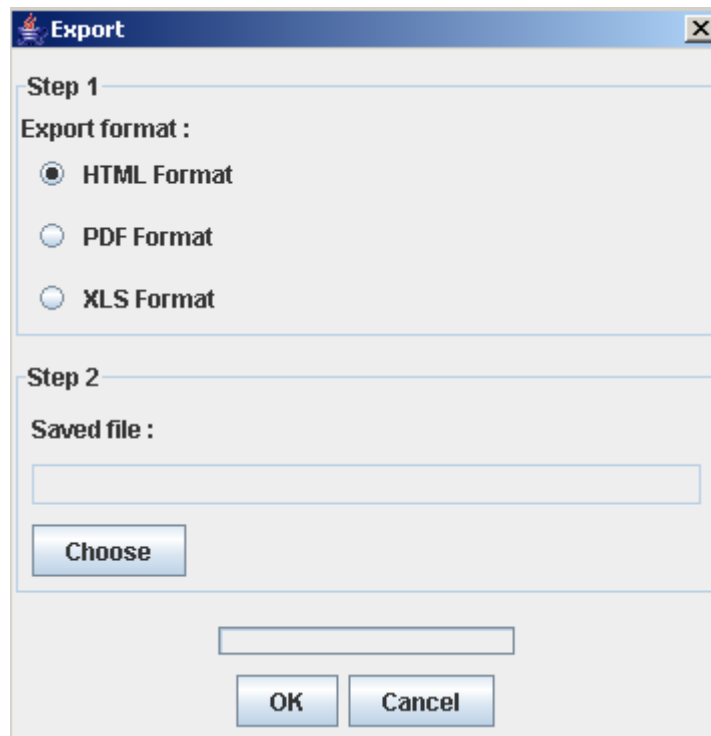 Export
Step 1
Export format :
HTML Format
PDF Format
XLS Format
Step 2
Saved file :
Choose
OK Cancel